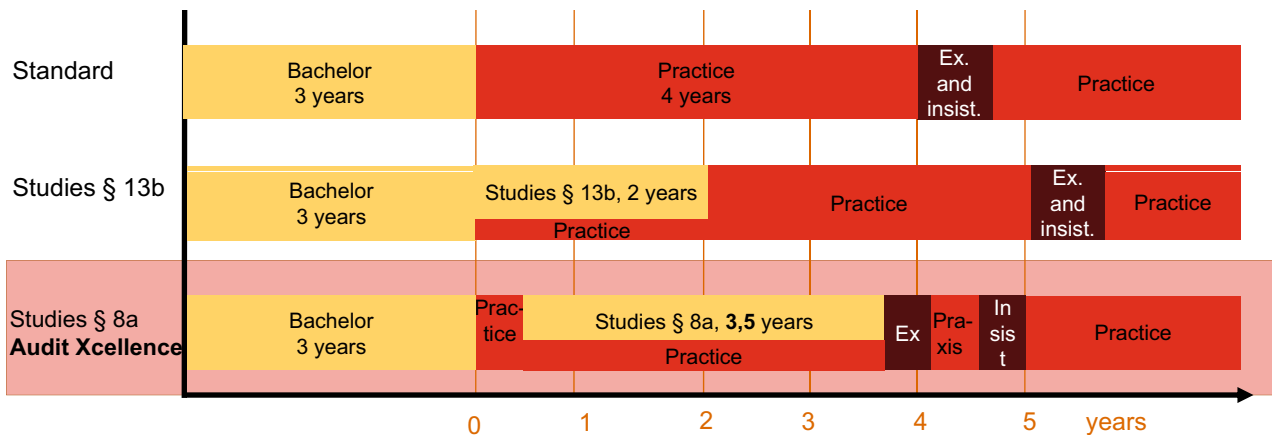 Standard
Bachelor
3 years
Practice
4 years
Ex.
and
insist.
Practice
Studies § 13b
Bachelor
3 years
Studies § 13b, 2 years
Practice
Practice
Ex.
and
insist.
Practice
Studies § 8a
Audit Xcellence
Bachelor
3 years
Prac-
tice
Studies § 8a, 3,5 years
Practice
Ex
Pra-
xis
In
sis
t
Practice
0 1 2 3 4 5 years